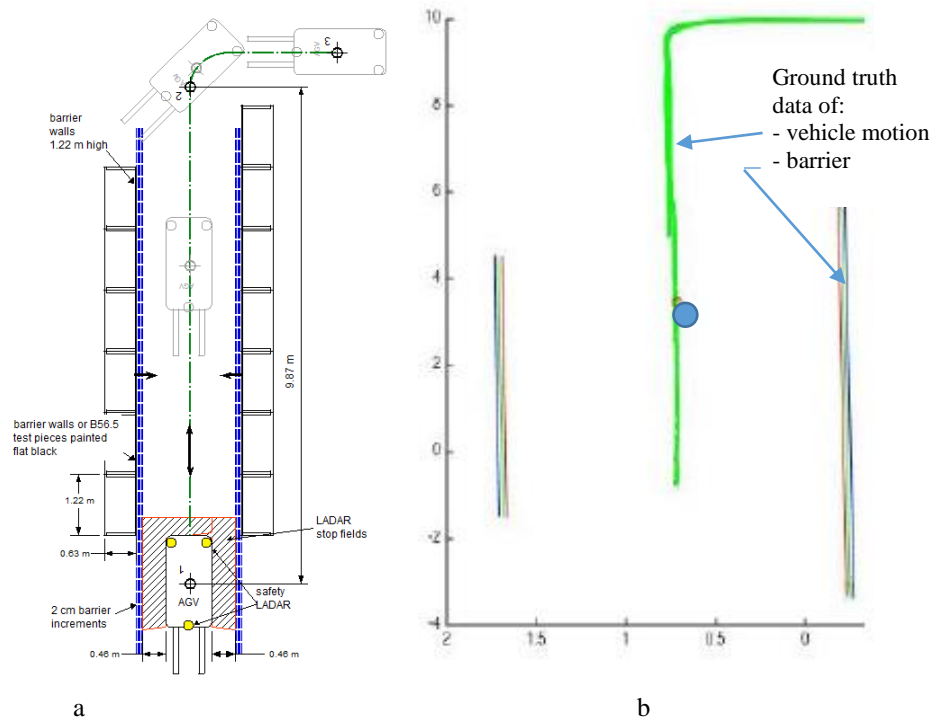 3
AGV
2
AGV
barrier
walls
1.22 m high
AGV
9.87 m
barrier walls or B56.5
test pieces painted
flat black
1.22 m
0.63 m
LADAR
stop fields
1
AGV
safety
LADAR
2 cm barrier
increments
0.46 m
0.46 m
a
10
8
6
4
2
0
-2
-4
2
1.5
1
0.5
0
Ground truth
data of:
- vehicle motion
- barrier
b